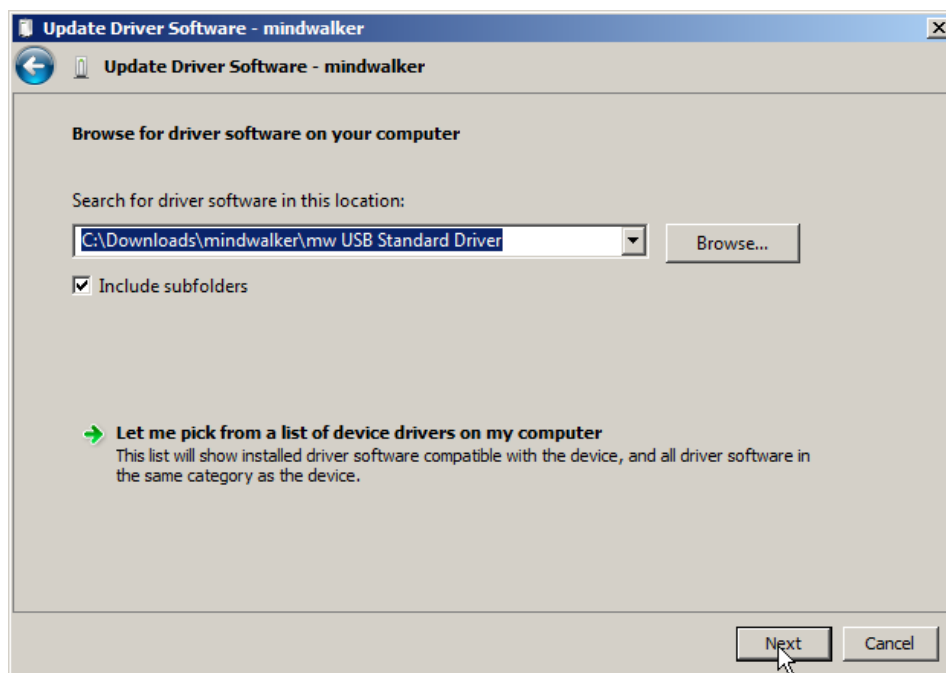 Update Driver Software - mindwalker
Update Driver Software - mindwalker
Browse for driver software on your computer
Search for driver software in this location:
C:\Downloads\mindwalker\mw USB Standard Driver
Browse...
Include subfolders
Let me pick from a list of device drivers on my computer
This list will show installed driver software compatible with the device, and all driver software in
the same category as the device.
Next
Cancel